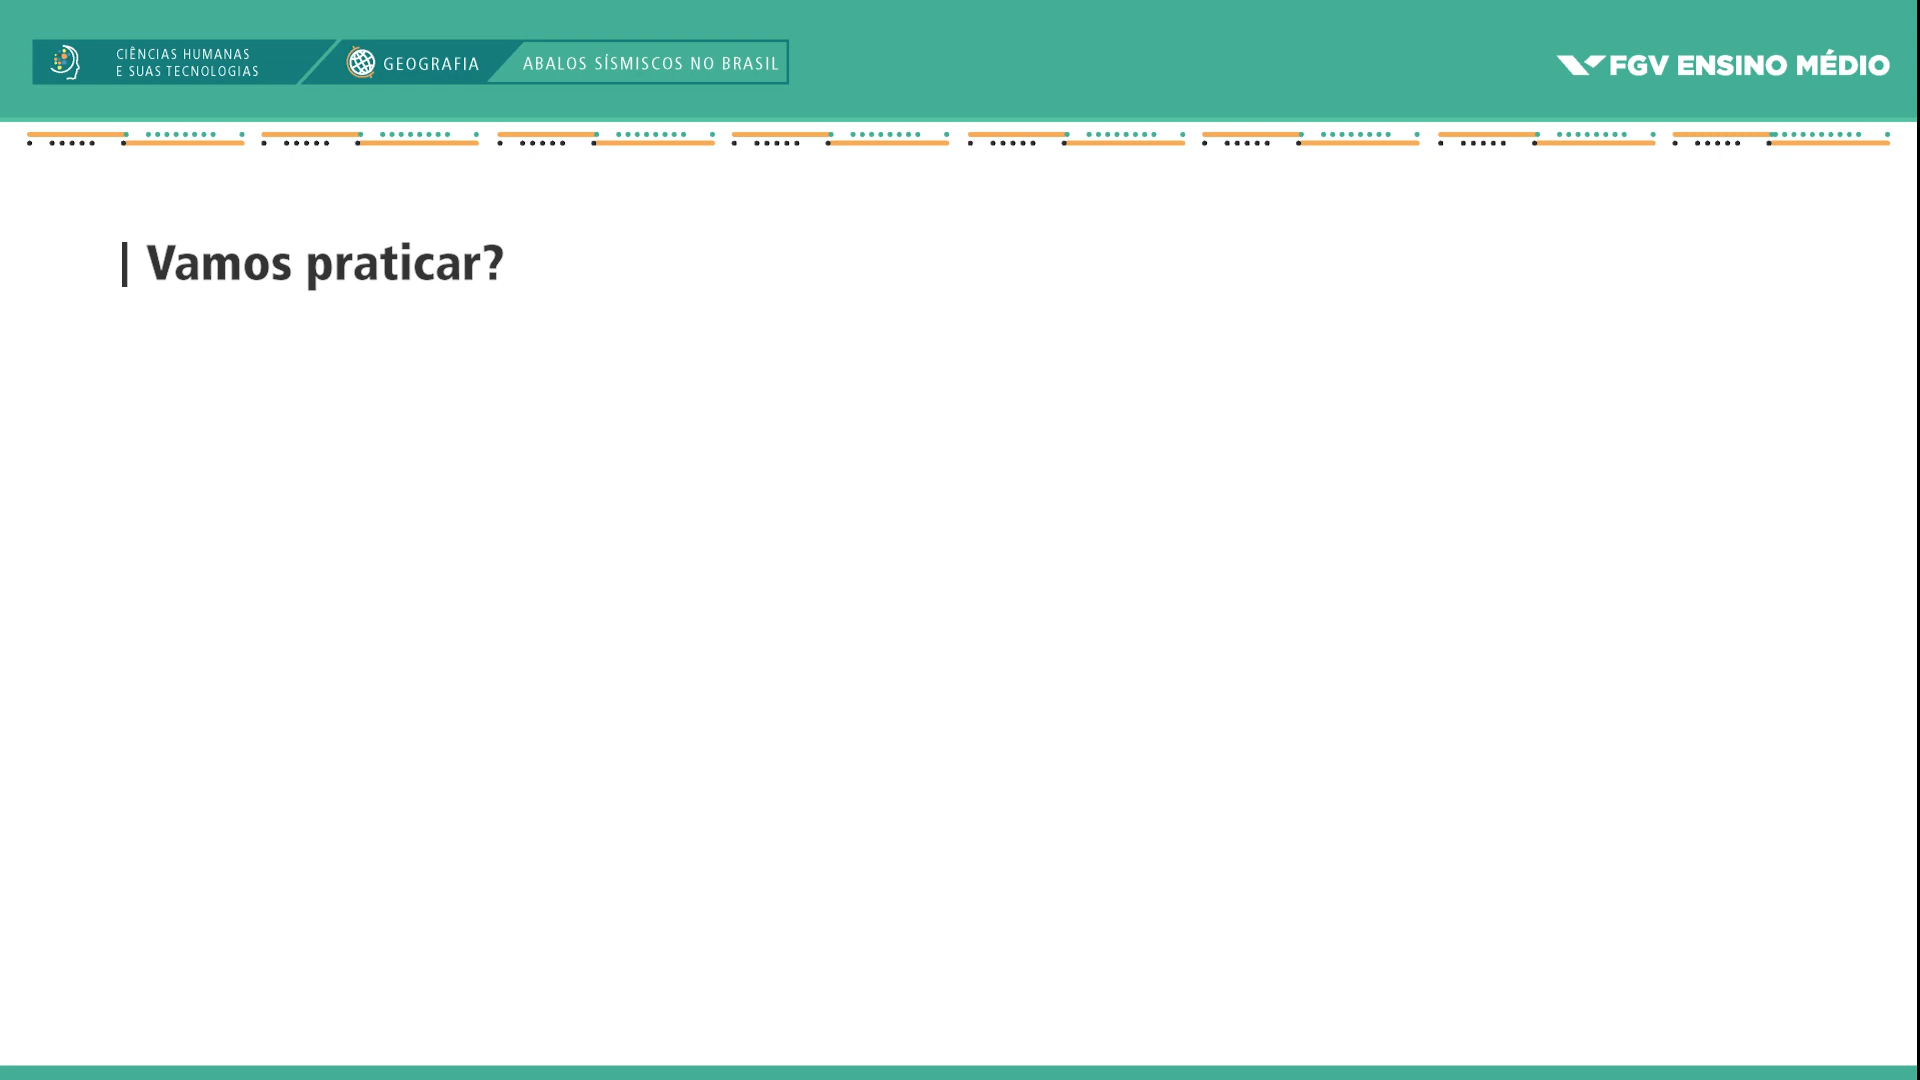 CIÊNCIAS HUMANAS
E SUAS TECNOLOGIAS
GEOGRAFIA
ABALOS SÍSMISCOS NO BRASIL
FGV ENSINO MÉDIO
Vamos praticar?